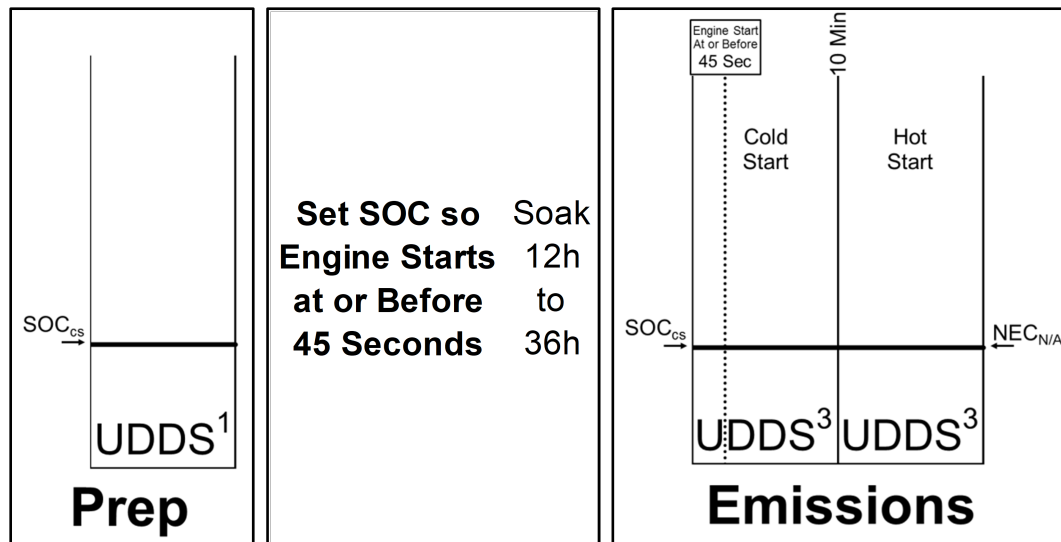 SOCcs
UDDS¹
Prep
Set SOC so
Engine Starts
at or Before
45 Seconds
Soak
12h
to
36h
Engine Start
At or Before
45 Sec
10 Min
Cold
Start
Hot
Start
SOCcs
NECN/A
UDDS³
UDDS³
Emissions